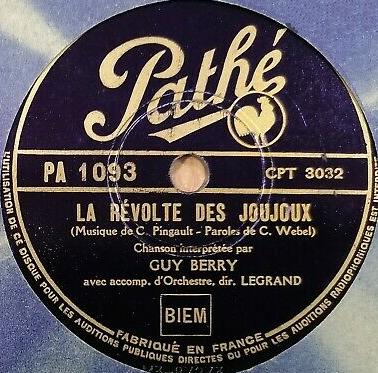 Pathé
PA 1093
CPT 3032
LA RÉVOLTE DES JOUJOUX
(Musique de C. Pingault - Paroles de C. Webel)
Chanson interprétée par
GUY BERRY
avec accomp. d'Orchestre, dir. LEGRAND
BIEM
FABRIQUÉ EN FRANCE
L'UTILISATION DE CE DISQUE POUR LES AUDITIONS PUBLIQUES DIRECTES OU POUR LES AUDITIONS RADIOPHONIQUES EST INTERDITE